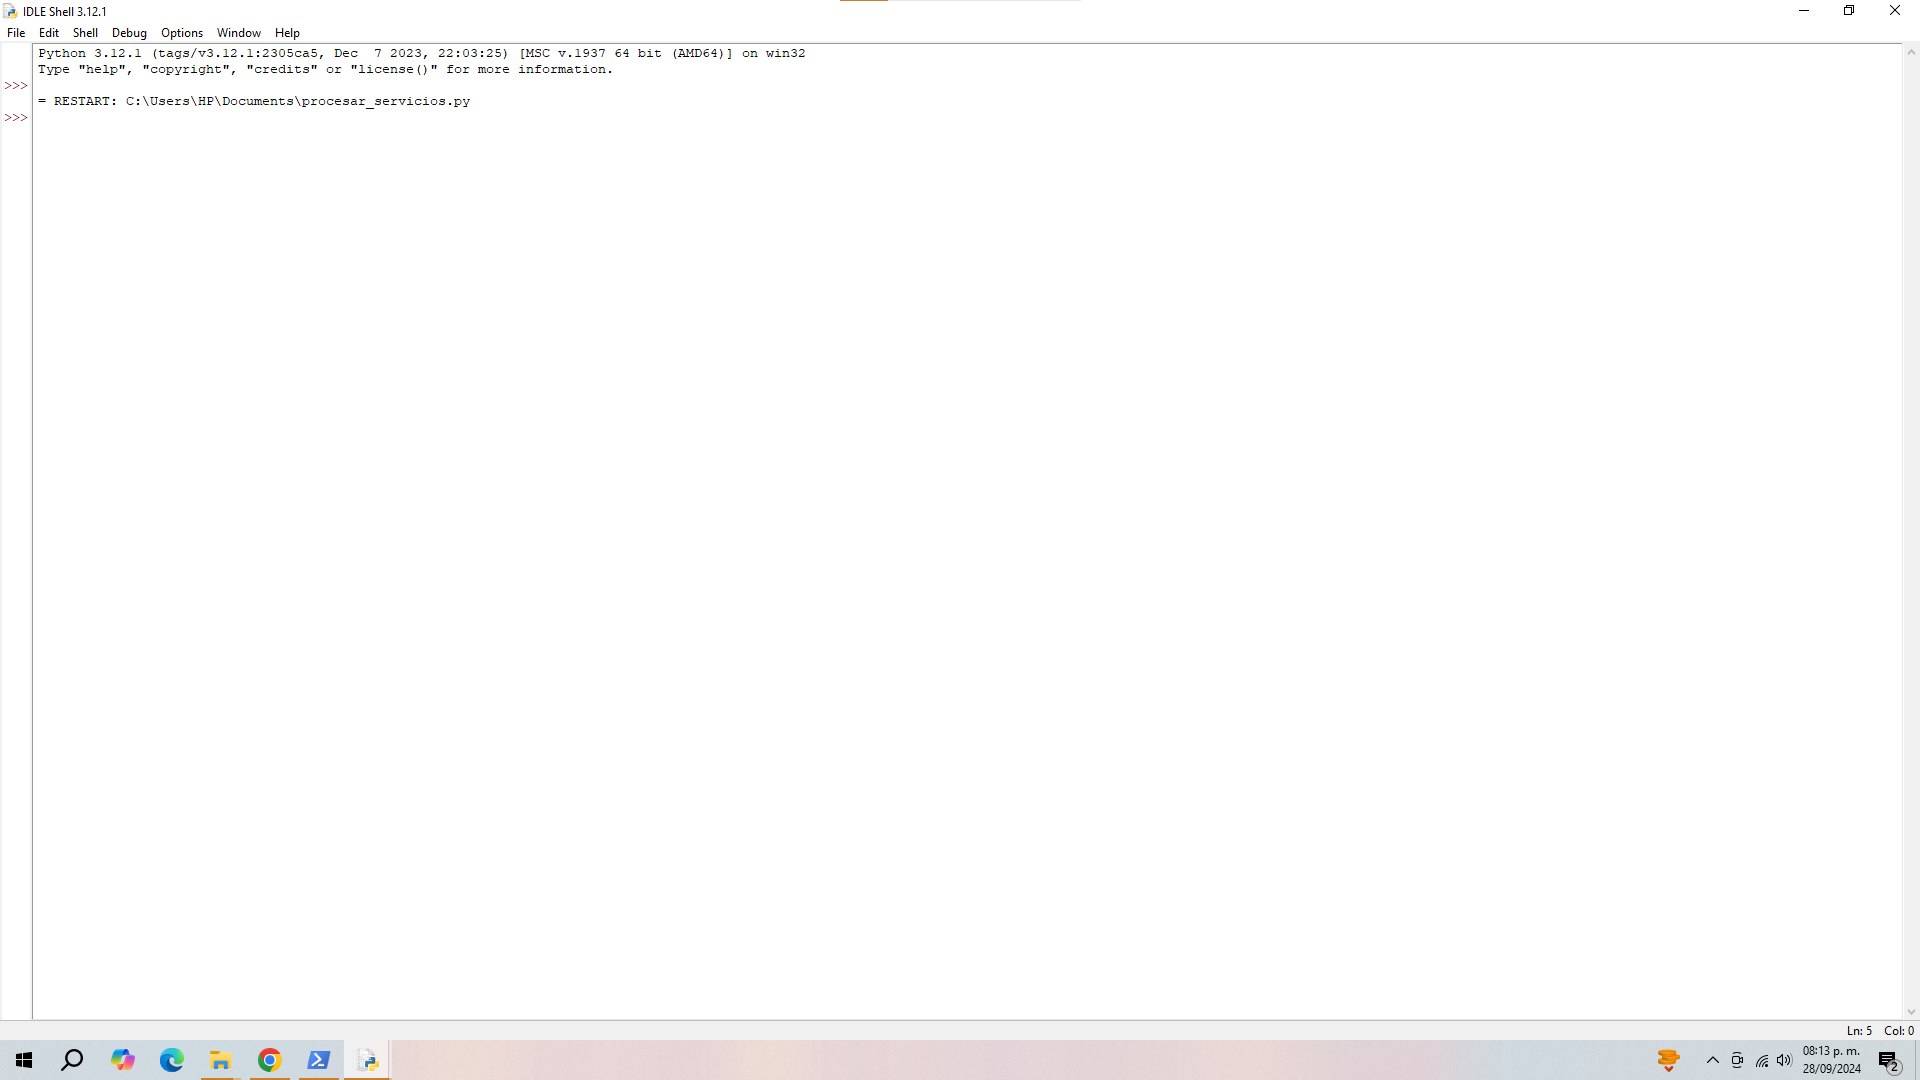 IDLE Shell 3.12.1
File Edit Shell Debug Options Window Help
Python 3.12.1 (tags/v3.12.1:2305ca5, Dec  7 2023, 22:03:25) [MSC v.1937 64 bit (AMD64)] on win32
Type "help", "copyright", "credits" or "license()" for more information.
>>>
= RESTART: C:\Users\HP\Documents\procesar_servicios.py
>>>
Ln: 5 Col: 0
08:13 p. m.
28/09/2024
2